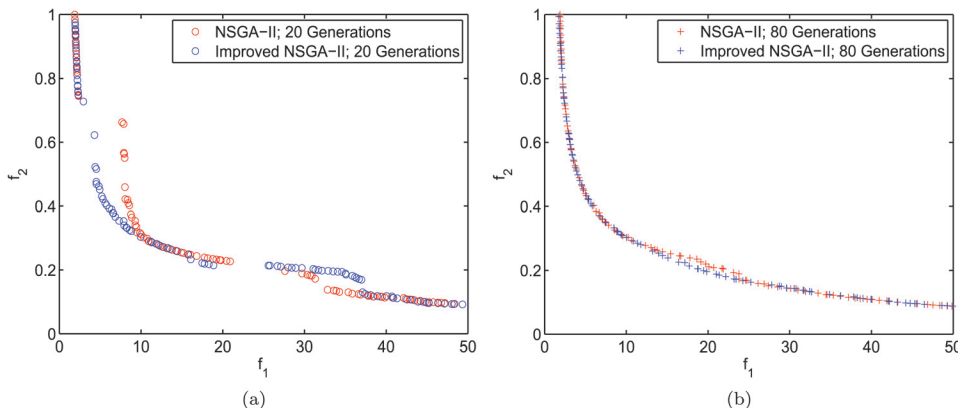 NSGA−II; 20 Generations
Improved NSGA−II; 20 Generations
1
0.8
0.6
0.4
0.2
0
f2
0 10 20 30 40 50
f1
(a)
NSGA−II; 80 Generations
Improved NSGA−II; 80 Generations
1
0.8
0.6
0.4
0.2
0
f2
0 10 20 30 40 50
f1
(b)